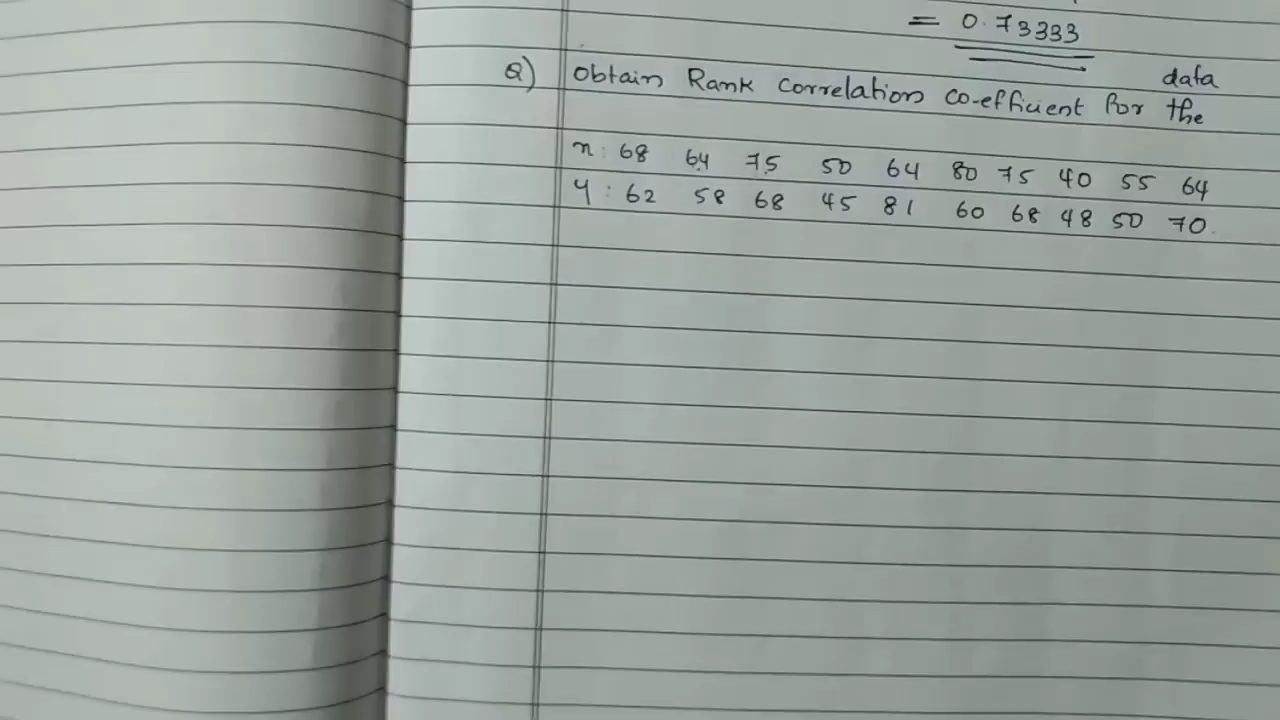 = 0.73333
Q) Obtain Rank Correlation Co-efficient for the data
x : 68 64 75 50 64 80 75 40 55 64
y : 62 58 68 45 81 60 68 48 50 70